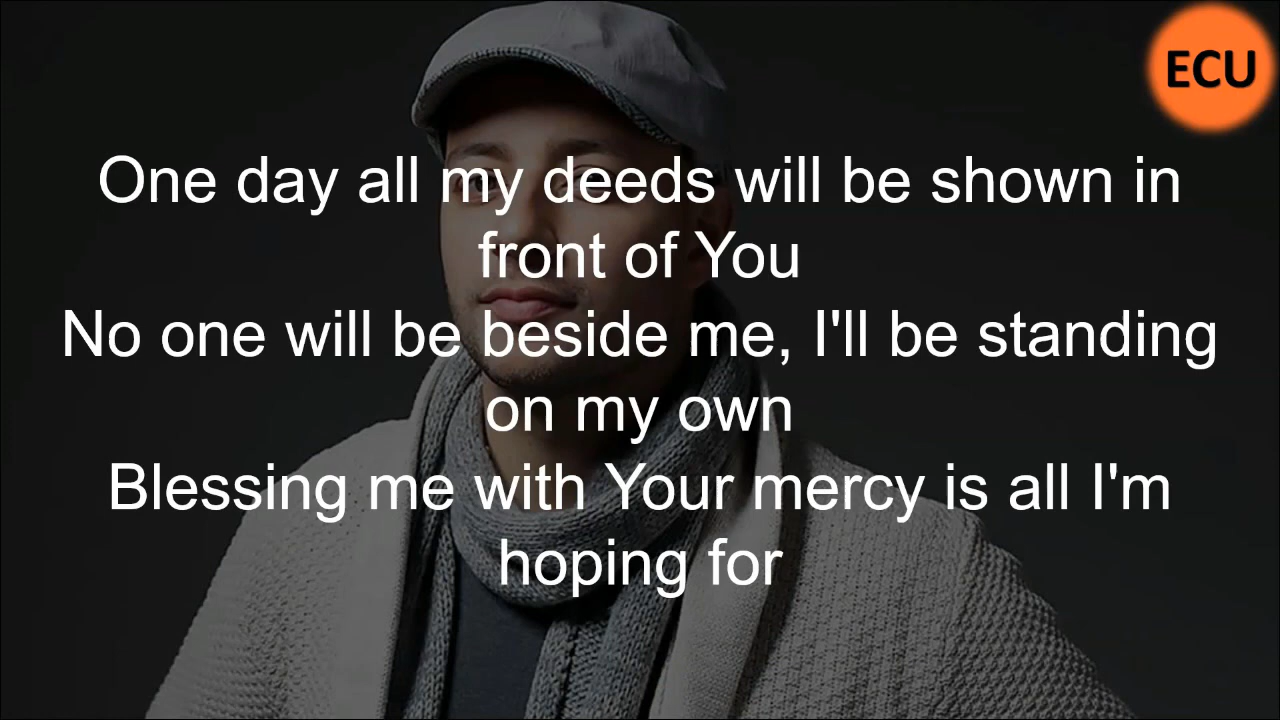 ECU
One day all my deeds will be shown in
front of You
No one will be beside me, I'll be standing
on my own
Blessing me with Your mercy is all I'm
hoping for